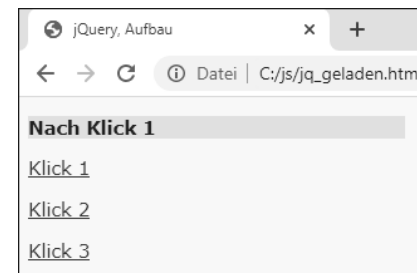 jQuery, Aufbau
Datei | C:/js/jq_geladen.htm
Nach Klick 1
Klick 1
Klick 2
Klick 3